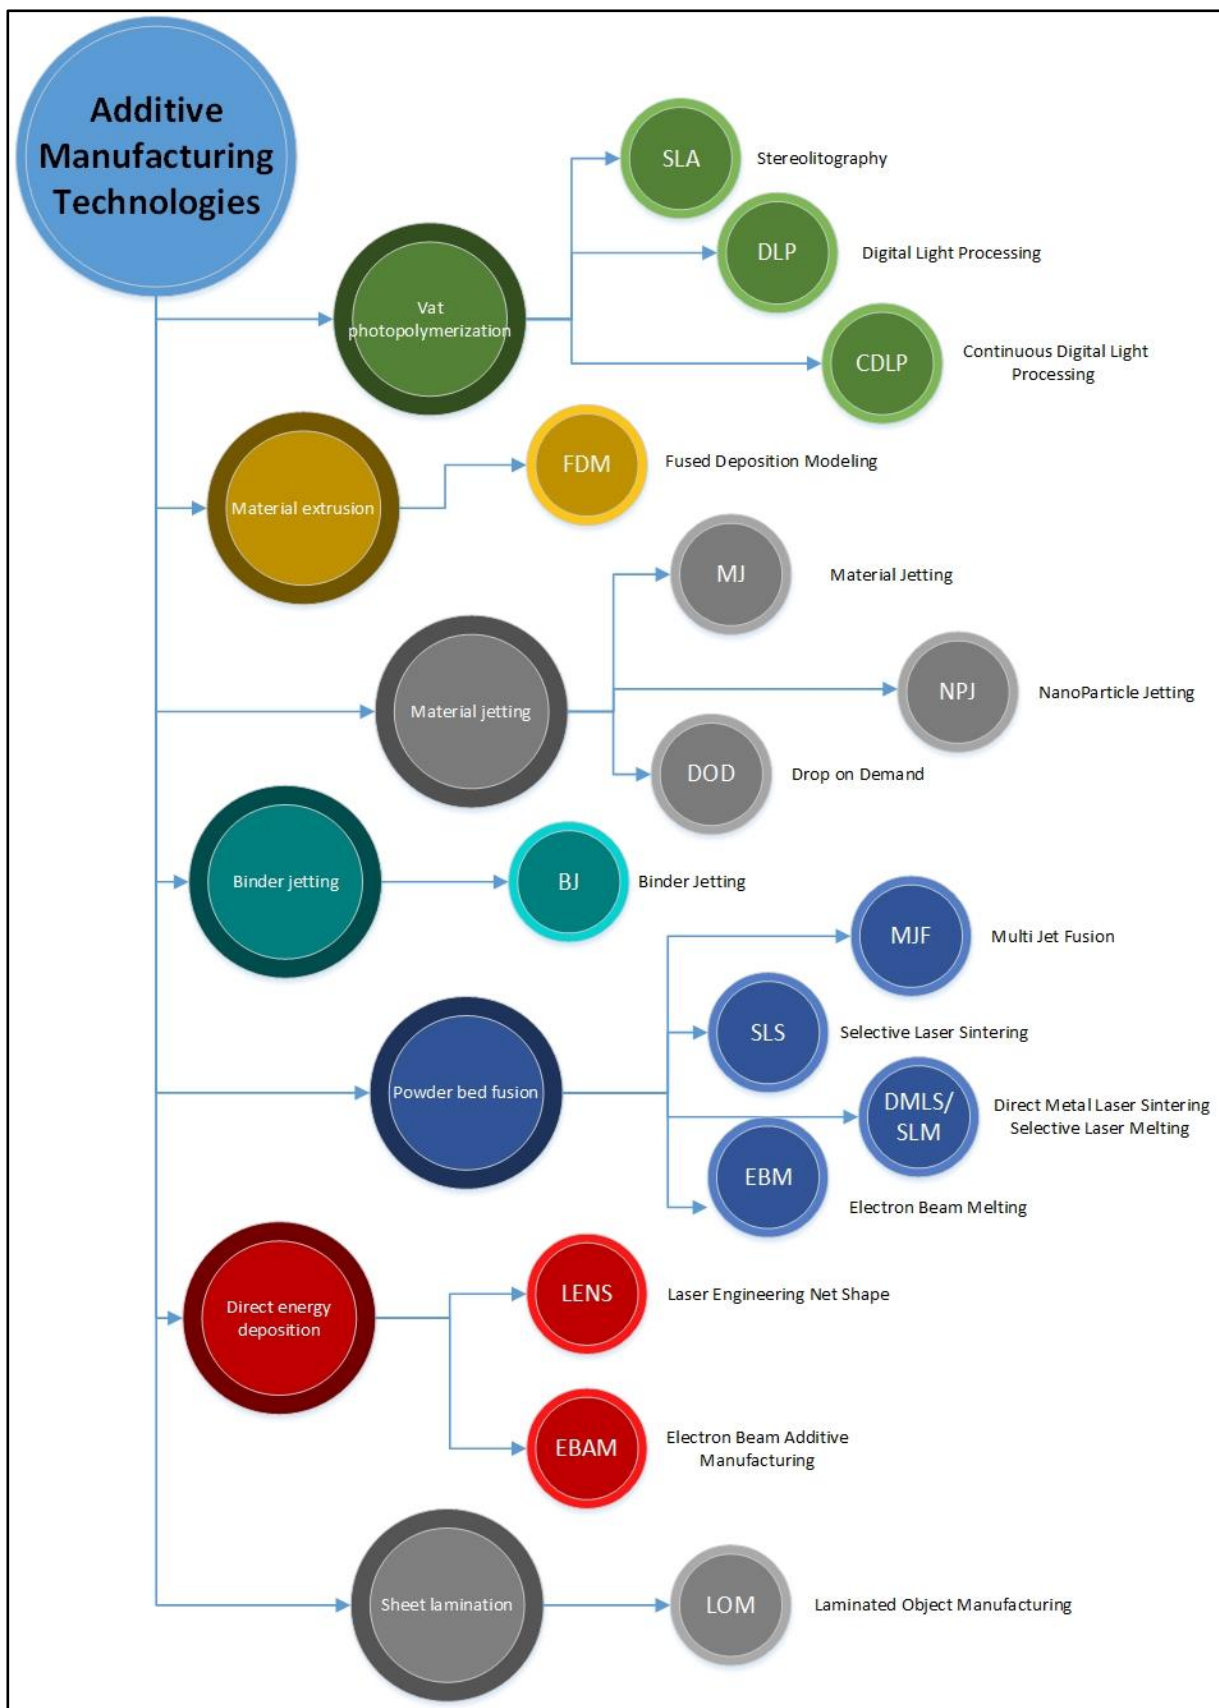 Additive
Manufacturing
Technologies
SLA
Stereolitography
DLP
Digital Light Processing
Vat
photopolymerization
CDLP
Continuous Digital Light
Processing
FDM
Fused Deposition Modeling
Material extrusion
MJ
Material Jetting
NPJ
NanoParticle Jetting
Material jetting
DOD
Drop on Demand
Binder jetting
BJ
Binder Jetting
MJF
Multi Jet Fusion
SLS
Selective Laser Sintering
Powder bed fusion
DMLS/
SLM
Direct Metal Laser Sintering
Selective Laser Melting
EBM
Electron Beam Melting
Direct energy
deposition
LENS
Laser Engineering Net Shape
EBAM
Electron Beam Additive
Manufacturing
Sheet lamination
LOM
Laminated Object Manufacturing